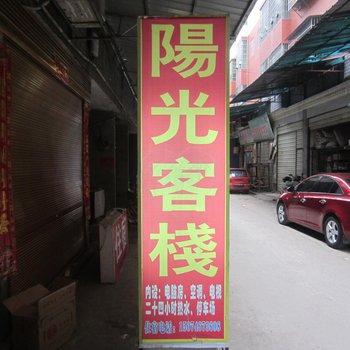 陽光客棧
内设：电脑房、空调、电视
二十四小时热水、停车场